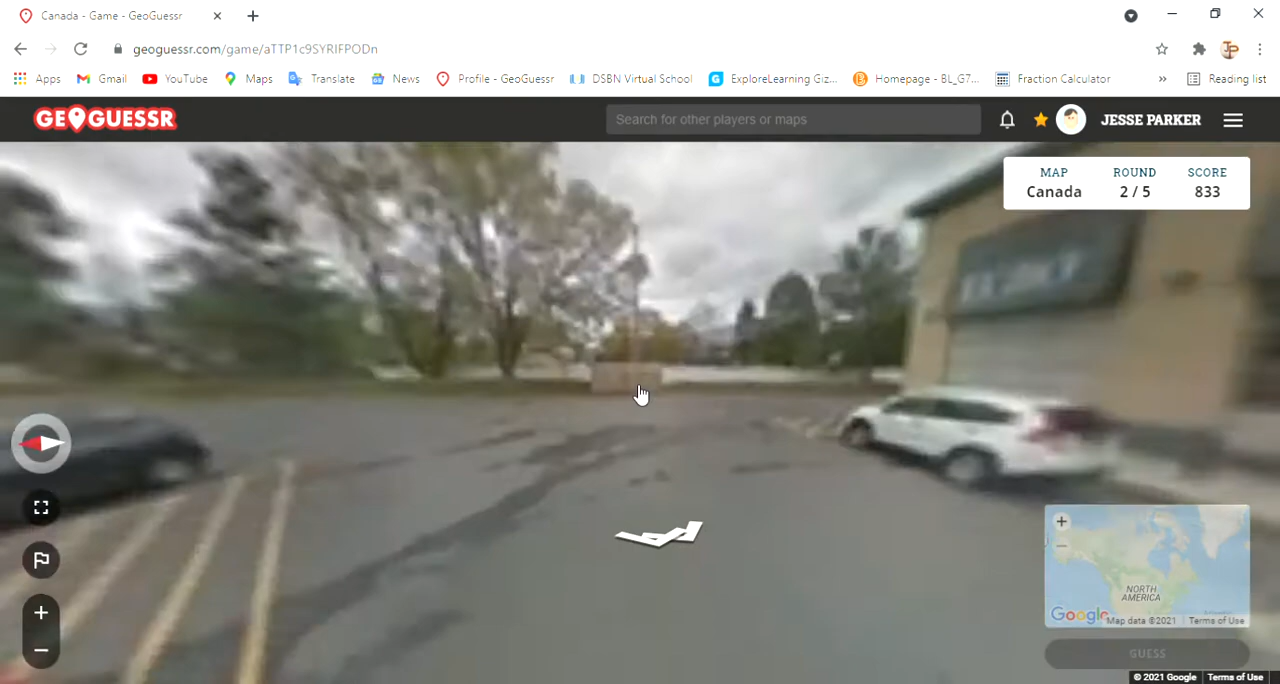 Canada - Game - GeoGuessr
geoguessr.com/game/aTTP1c9SYRIFPODn
Apps Gmail YouTube Maps Translate News Profile - GeoGuessr DSBN Virtual School ExploreLearning Giz... Homepage - BL_G7... Fraction Calculator » Reading list
GEOGUESSR Search for other players or maps JESSE PARKER
MAP ROUND SCORE
Canada 2 / 5 833
NORTH
AMERICA
Google Map data ©2021 Terms of Use
GUESS
© 2021 Google Terms of Use